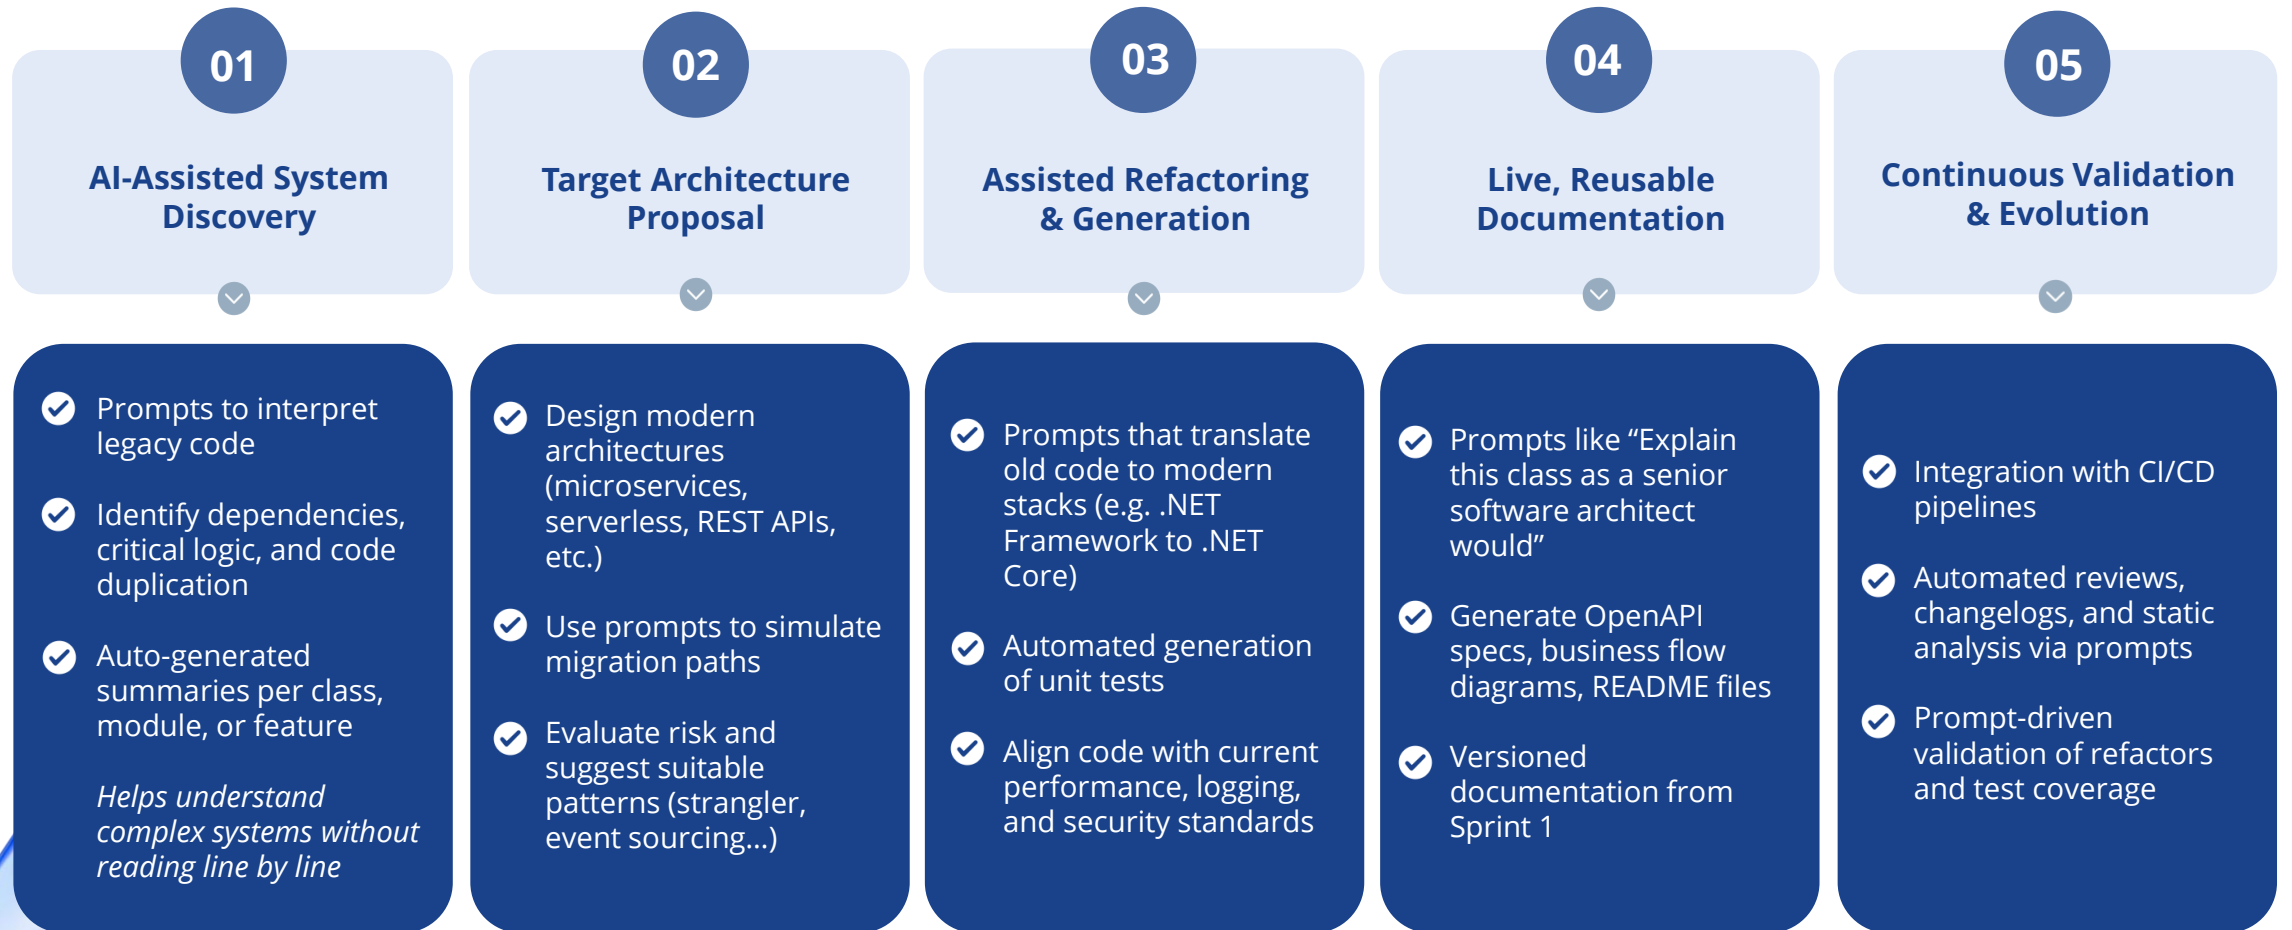 01
AI-Assisted System
Discovery
Prompts to interpret
legacy code
Identify dependencies,
critical logic, and code
duplication
Auto-generated
summaries per class,
module, or feature
Helps understand
complex systems without
reading line by line
02
Target Architecture
Proposal
Design modern
architectures
(microservices,
serverless, REST APIs,
etc.)
Use prompts to simulate
migration paths
Evaluate risk and
suggest suitable
patterns (strangler,
event sourcing...)
03
Assisted Refactoring
& Generation
Prompts that translate
old code to modern
stacks (e.g. .NET
Framework to .NET
Core)
Automated generation
of unit tests
Align code with current
performance, logging,
and security standards
04
Live, Reusable
Documentation
Prompts like “Explain
this class as a senior
software architect
would”
Generate OpenAPI
specs, business flow
diagrams, README files
Versioned
documentation from
Sprint 1
05
Continuous Validation
& Evolution
Integration with CI/CD
pipelines
Automated reviews,
changelogs, and static
analysis via prompts
Prompt-driven
validation of refactors
and test coverage